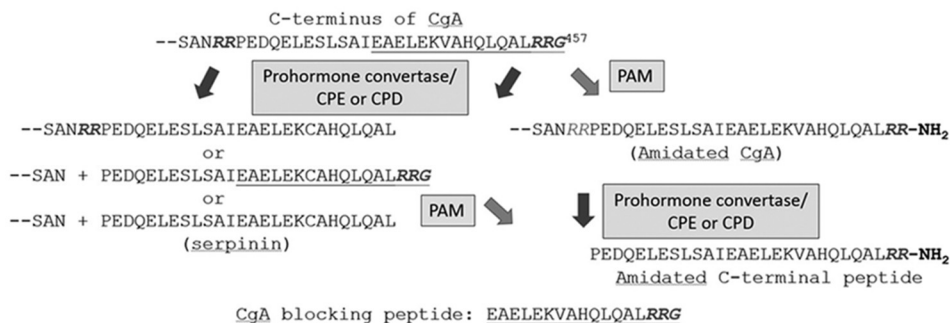 C-terminus of CgA
--SANRRPEDQELESLSAIEAELEKVAHQLQALRRG457
Prohormone convertase/
CPE or CPD
PAM
--SANRRPEDQELESLSAIEAELEKCAHQLQAL
or
--SAN + PEDQELESLSAIEAELEKCAHQLQALRRG
or
--SAN + PEDQELESLSAIEAELEKCAHQLQAL
(serpinin)
--SANRRPEDQELESLSAIEAELEKVAHQLQALRR-NH2
(Amidated CgA)
PAM
Prohormone convertase/
CPE or CPD
PEDQELESLSAIEAELEKVAHQLQALRR-NH2
Amidated C-terminal peptide
CgA blocking peptide: EAELEKVAHQLQALRRG